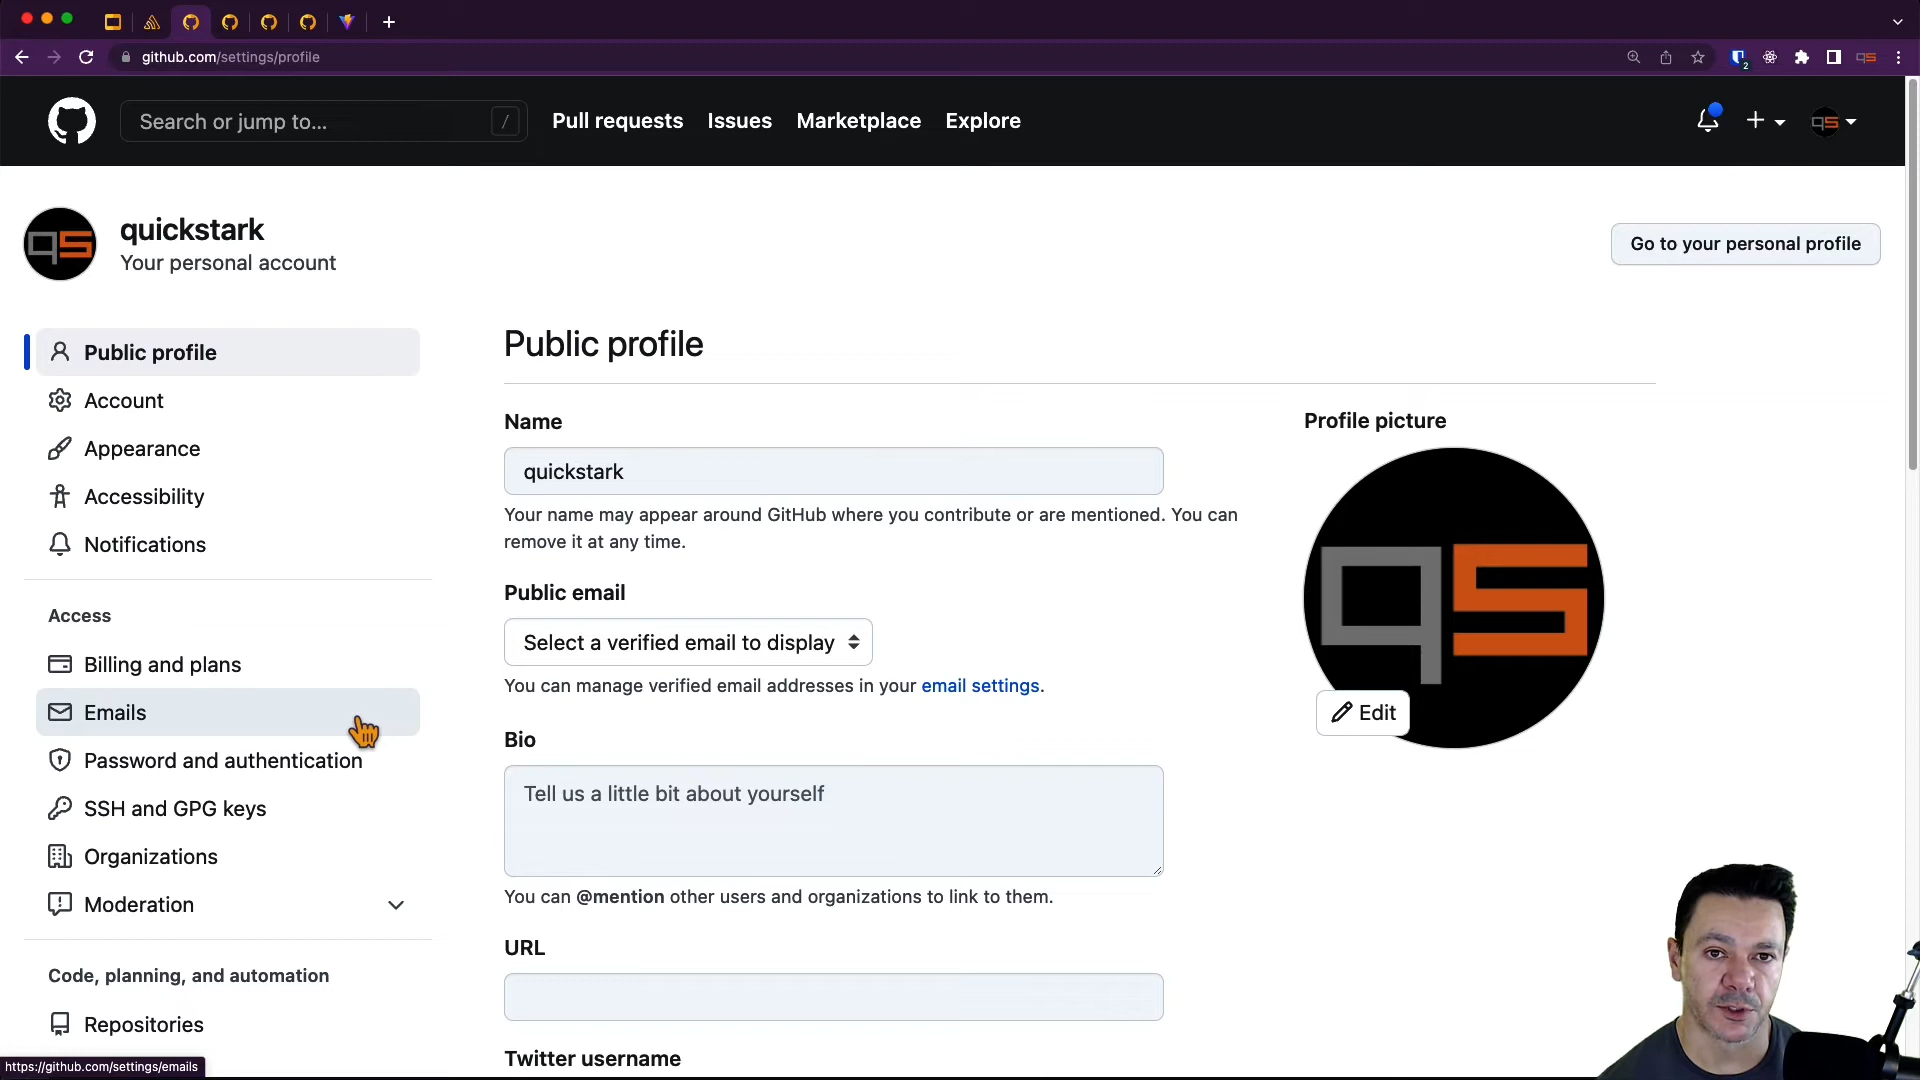 github.com/settings/profile
2
qs
Search or jump to...
/
Pull requests
Issues
Marketplace
Explore
qs
qs
quickstark
Your personal account
Go to your personal profile
Public profile
Account
Appearance
Accessibility
Notifications
Access
Billing and plans
Emails
Password and authentication
SSH and GPG keys
Organizations
Moderation
Code, planning, and automation
Repositories
Public profile
Name
quickstark
Your name may appear around GitHub where you contribute or are mentioned. You can
remove it at any time.
Public email
Select a verified email to display
You can manage verified email addresses in your email settings.
Bio
Tell us a little bit about yourself
You can @mention other users and organizations to link to them.
URL
Twitter username
Profile picture
qs
Edit
https://github.com/settings/emails